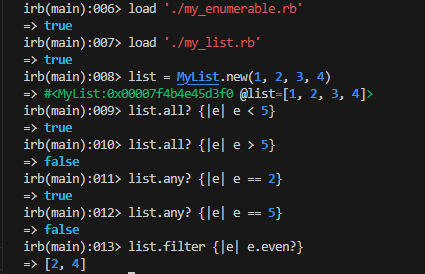 irb(main):006> load './my_enumerable.rb'
=> true
irb(main):007> load './my_list.rb'
=> true
irb(main):008> list = MyList.new(1, 2, 3, 4)
=> #<MyList:0x00007f4b4e45d3f0 @list=[1, 2, 3, 4]>
irb(main):009> list.all? {|e| e < 5}
=> true
irb(main):010> list.all? {|e| e > 5}
=> false
irb(main):011> list.any? {|e| e == 2}
=> true
irb(main):012> list.any? {|e| e == 5}
=> false
irb(main):013> list.filter {|e| e.even?}
=> [2, 4]